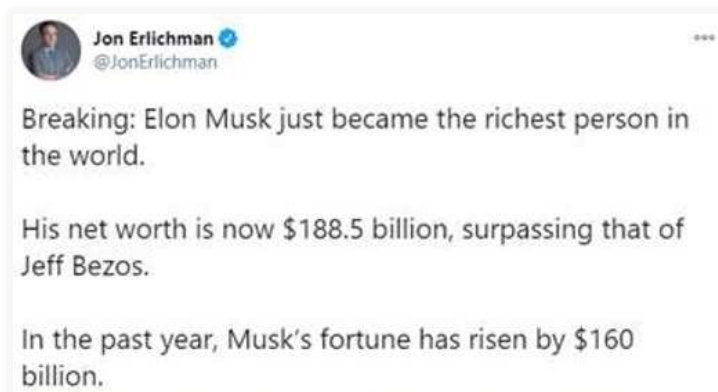 Jon Erlichman
@JonErlichman
Breaking: Elon Musk just became the richest person in
the world.
His net worth is now $188.5 billion, surpassing that of
Jeff Bezos.
In the past year, Musk's fortune has risen by $160
billion.